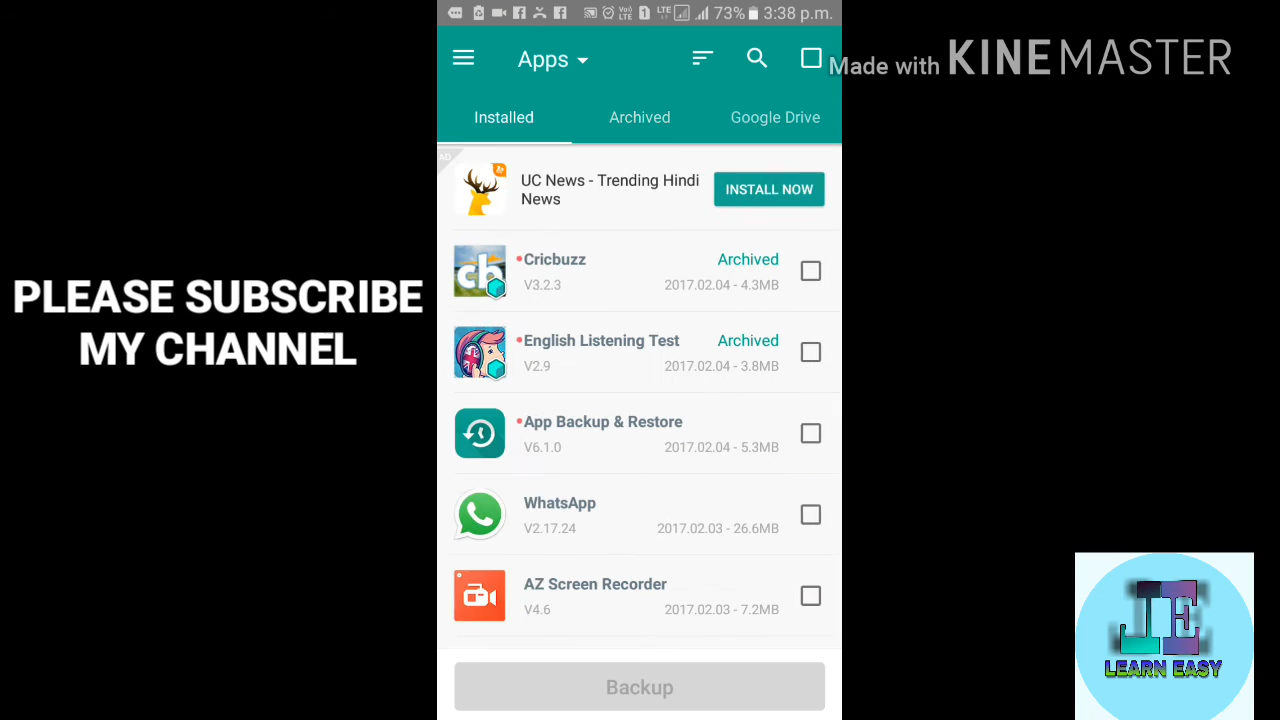 73% 3:38 p.m.
Apps
Made with KINEMASTER
Installed Archived Google Drive
AD
UC News - Trending Hindi
News
INSTALL NOW
Cricbuzz Archived
V3.2.3 2017.02.04 - 4.3MB
English Listening Test Archived
V2.9 2017.02.04 - 3.8MB
App Backup & Restore
V6.1.0 2017.02.04 - 5.3MB
WhatsApp
V2.17.24 2017.02.03 - 26.6MB
AZ Screen Recorder
V4.6 2017.02.03 - 7.2MB
Backup
PLEASE SUBSCRIBE
MY CHANNEL
LE
LEARN EASY